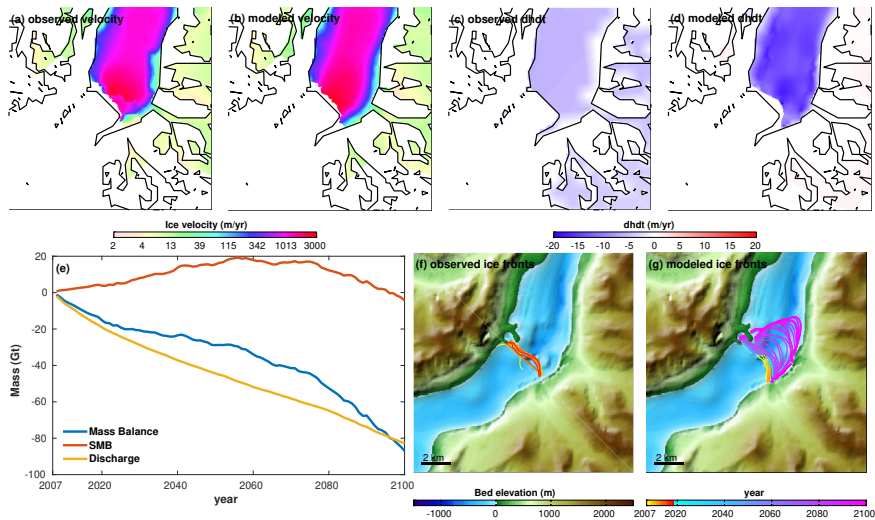 (a) observed velocity
(b) modeled velocity
(c) observed dhdt
(d) modeled dhdt
Ice velocity (m/yr)
2 4 13 39 115 342 1013 3000
dhdt (m/yr)
-20 -15 -10 -5 0 5 10 15 20
(e)
Mass (Gt)
20
0
-20
-40
-60
-80
-100
Mass Balance
SMB
Discharge
2007 2020 2040 2060 2080 2100
year
(f) observed ice fronts
2 km
(g) modeled ice fronts
2 km
Bed elevation (m)
-1000 0 1000 2000
year
2007 2020 2040 2060 2080 2100